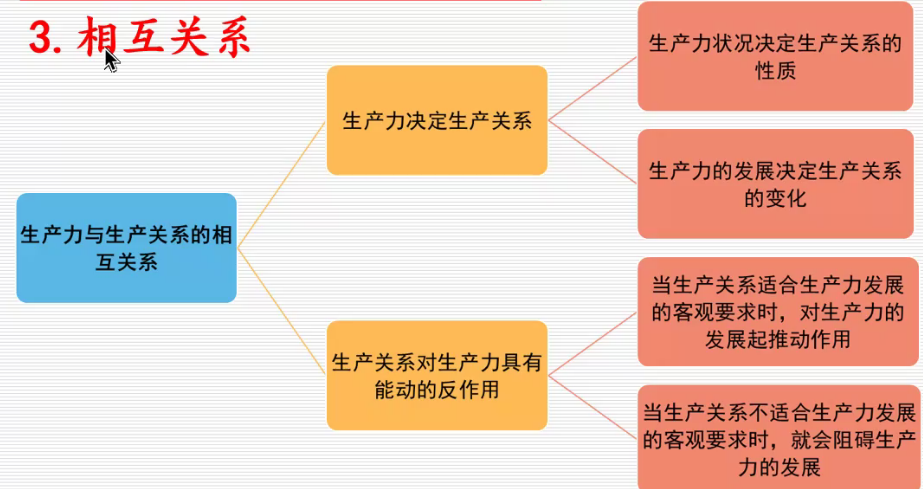 3.相互关系
生产力与生产关系的相
互关系
生产力决定生产关系
生产力状况决定生产关系的
性质
生产力的发展决定生产关系
的变化
生产关系对生产力具有
能动的反作用
当生产关系适合生产力发展
的客观要求时，对生产力的
发展起推动作用
当生产关系不适合生产力发展
的客观要求时，就会阻碍生产
力的发展